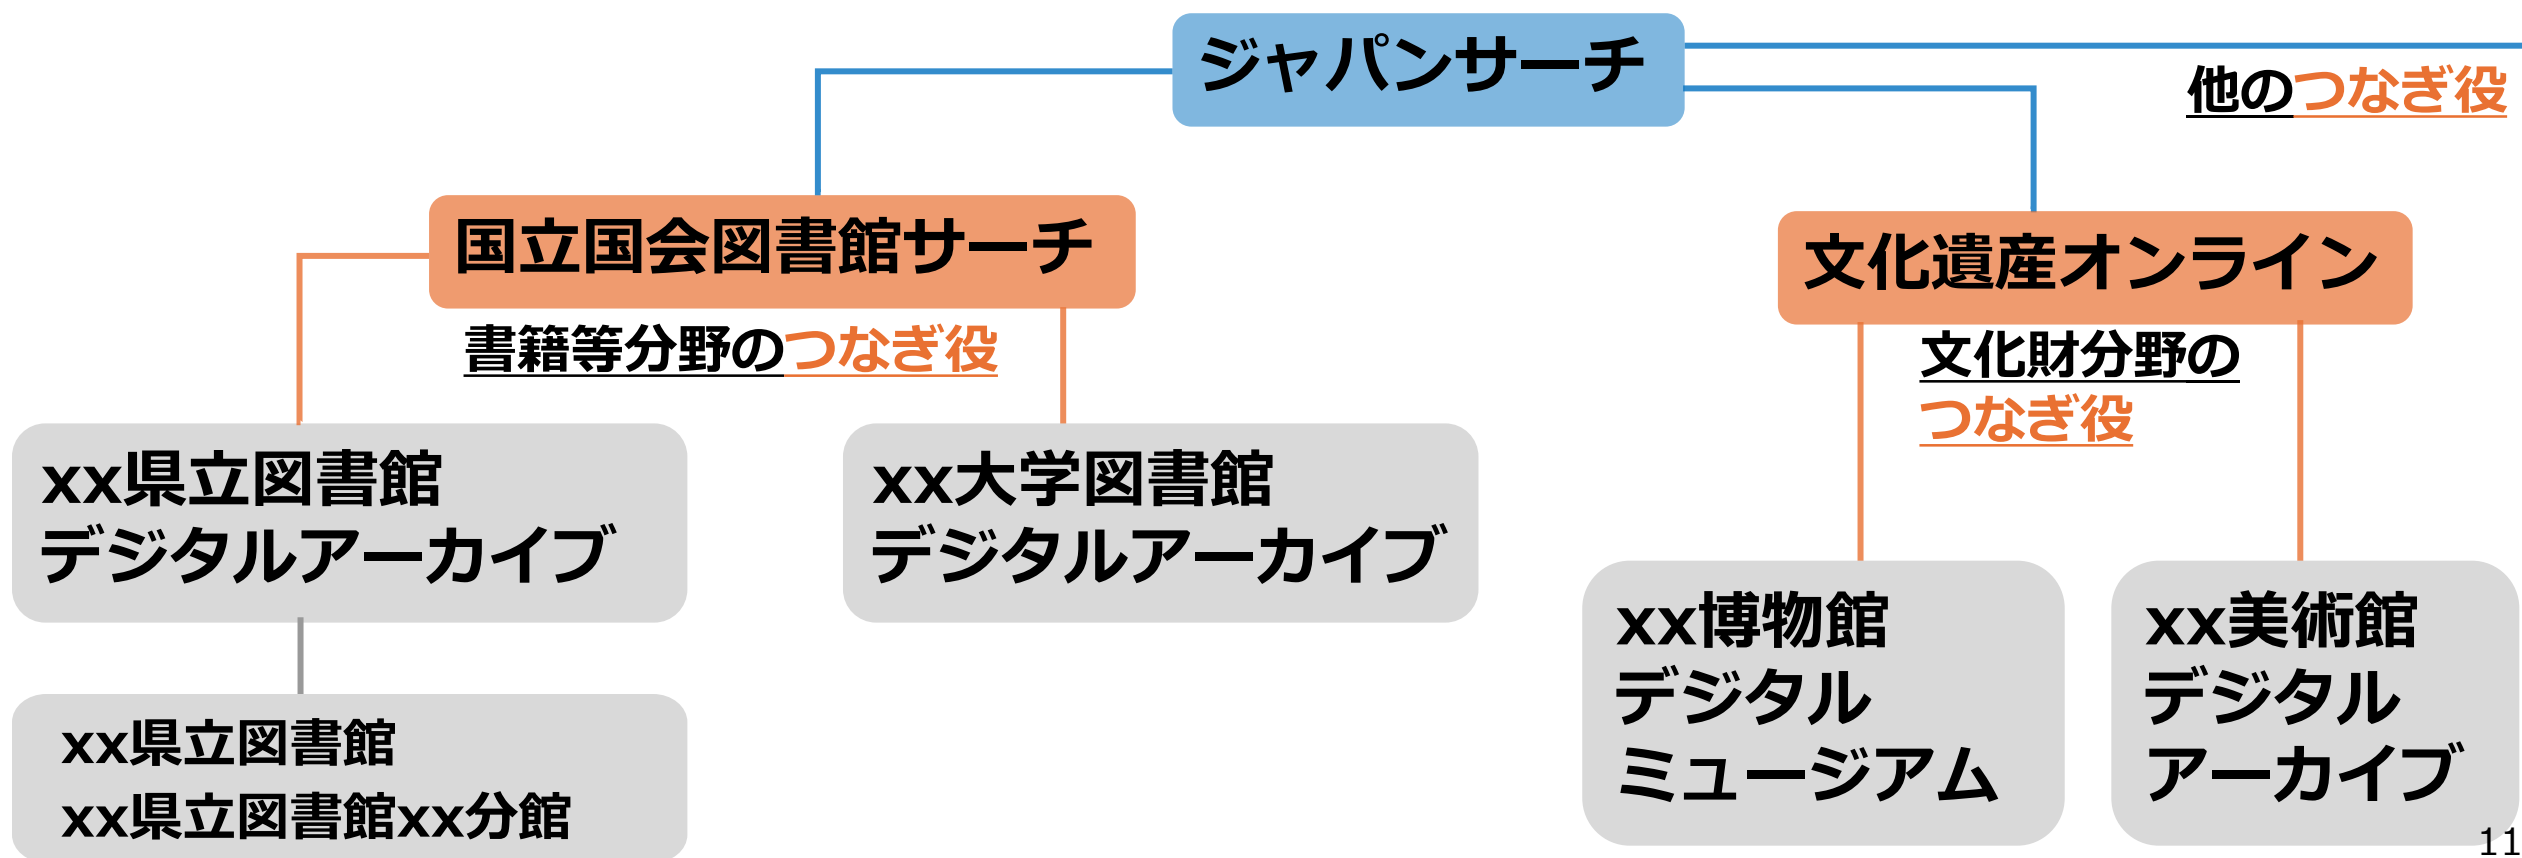 ジャパンサーチ
他のつなぎ役
国立国会図書館サーチ
文化遺産オンライン
書籍等分野のつなぎ役
文化財分野の
つなぎ役
xx県立図書館
デジタルアーカイブ
xx大学図書館
デジタルアーカイブ
xx博物館
デジタル
ミュージアム
xx美術館
デジタル
アーカイブ
xx県立図書館
xx県立図書館xx分館
11